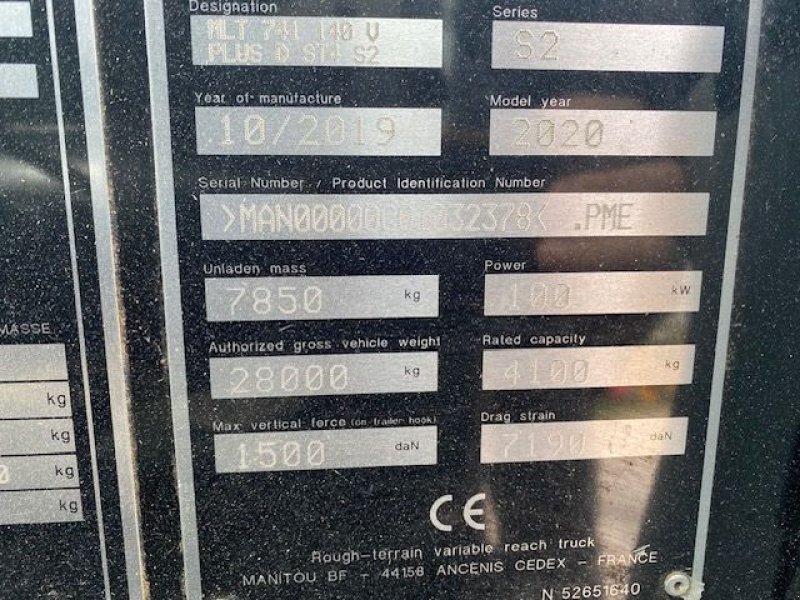 Designation
MLT 741 140 V
PLUS D ST4 S2
Series
S2
Year of manufacture
10/2019
Model year
2020
Serial Number / Product Identification Number
.PME
Unladen mass
7850 kg
Power
100 kW
Authorized gross vehicle weight
28000 kg
Rated capacity
4100 kg
Max vertical force (on trailer hook)
1500 daN
Drag strain
7190 daN
CE
Rough-terrain variable reach truck
MANITOU BF - 44158 ANCENIS CEDEX - FRANCE
N 52651640
MASSE
kg
kg
kg
kg